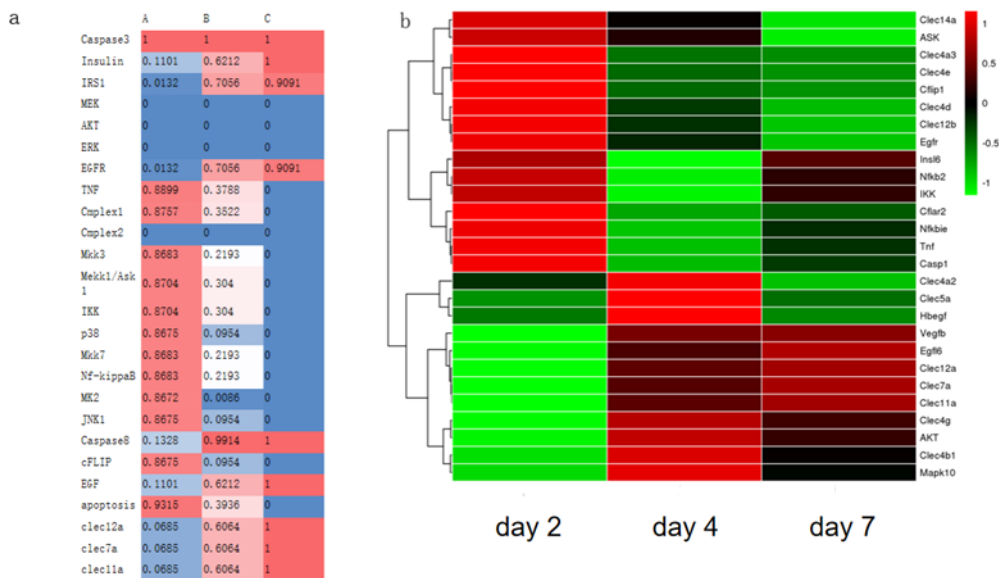 a
A B C
Caspase3 1 1 1
Insulin 0.1101 0.6212 1
IRS1 0.0132 0.7056 0.9091
MEK 0 0 0
AKT 0 0 0
ERK 0 0 0
EGFR 0.0132 0.7056 0.9091
TNF 0.8899 0.3788 0
Cmplex1 0.8757 0.3522 0
Cmplex2 0 0 0
Mkk3 0.8683 0.2193 0
Mekk1/Ask
1 0.8704 0.304 0
IKK 0.8704 0.304 0
p38 0.8675 0.0954 0
Mkk7 0.8683 0.2193 0
Nf-kippaB 0.8683 0.2193 0
MK2 0.8672 0.0086 0
JNK1 0.8675 0.0954 0
Caspase8 0.1328 0.9914 1
cFLIP 0.8675 0.0954 0
EGF 0.1101 0.6212 1
apoptosis 0.9315 0.3936 0
clec12a 0.0685 0.6064 1
clec7a 0.0685 0.6064 1
clec11a 0.0685 0.6064 1
b
Clec14a
ASK
Clec4a3
Clec4e
Cflip1
Clec4d
Clec12b
Egfr
Insl6
Nfkb2
IKK
Cflar2
Nfkbie
Tnf
Casp1
Clec4a2
Clec5a
Hbegf
Vegfb
Egfl6
Clec12a
Clec7a
Clec11a
Clec4g
AKT
Clec4b1
Mapk10
1
0.5
0
-0.5
-1
day 2 day 4 day 7